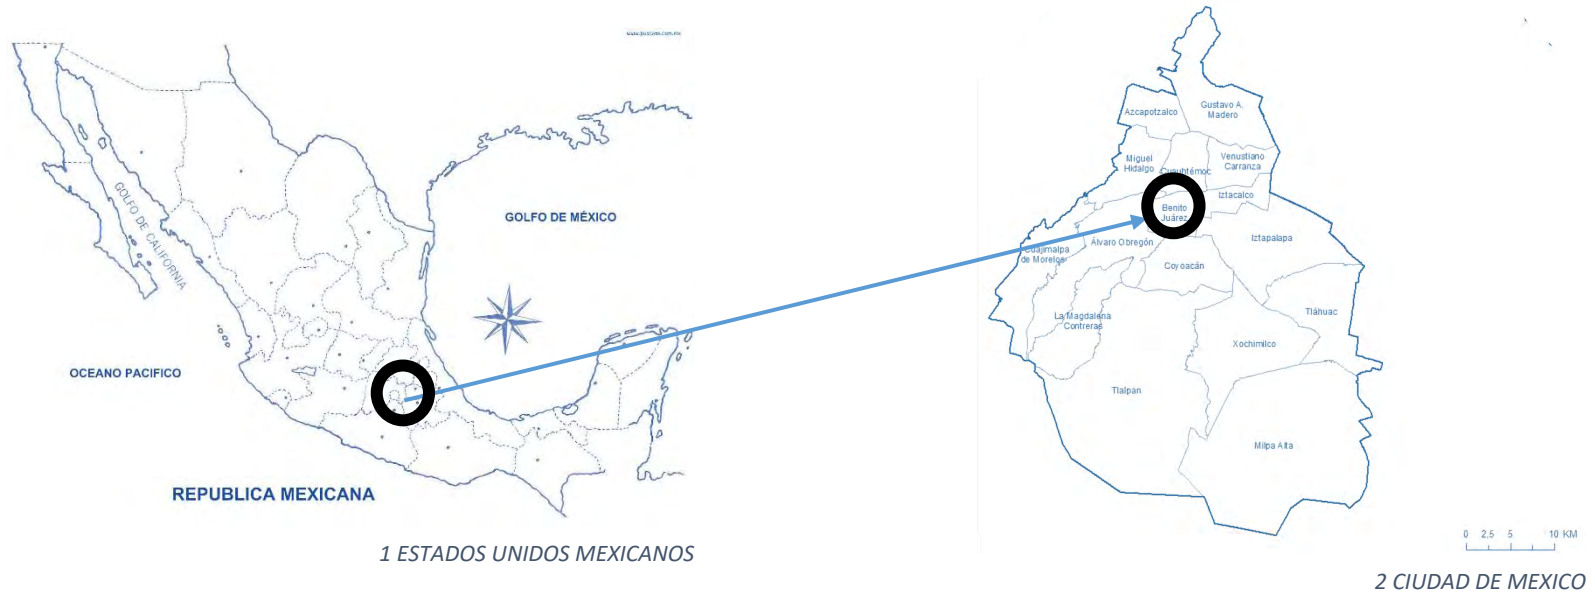 GOLFO DE CALIFORNIA
GOLFO DE MÉXICO
OCEANO PACIFICO
REPUBLICA MEXICANA
1 ESTADOS UNIDOS MEXICANOS
Azcapotzalco
Gustavo A.
Madero
Miguel
Hidalgo
Cuauhtémoc
Venustiano
Carranza
Iztacalco
Benito
Juárez
Cuajimalpa
de Morelos
Álvaro Obregón
Iztapalapa
Coyoacán
La Magdalena
Contreras
Tláhuac
Xochimilco
Tlalpan
Milpa Alta
0 2,5 5 10 KM
2 CIUDAD DE MEXICO